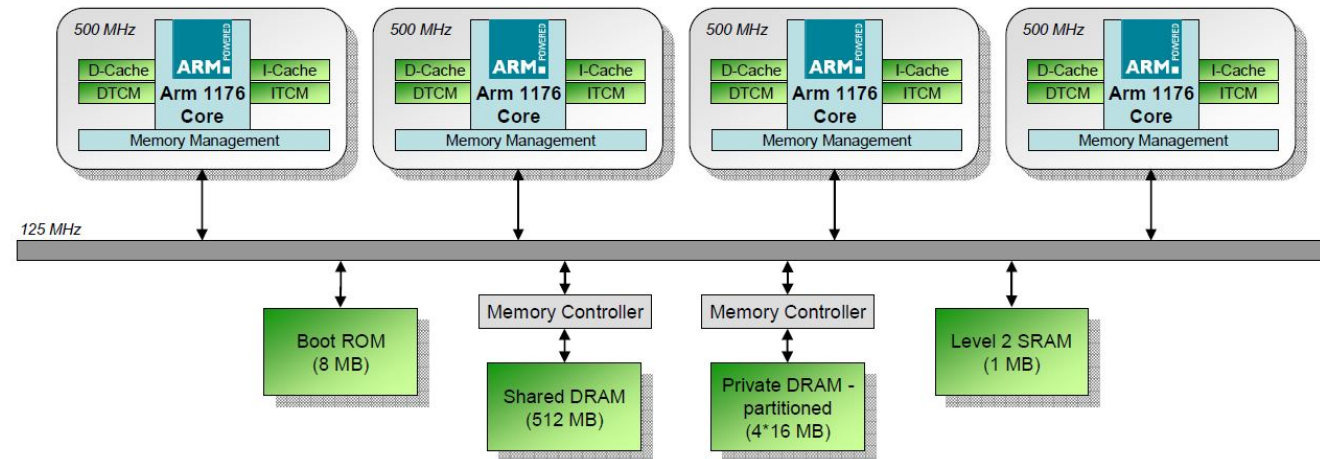 500 MHz
ARM POWERED
D-Cache
I-Cache
DTCM
ITCM
Arm 1176
Core
Memory Management
500 MHz
ARM POWERED
D-Cache
I-Cache
DTCM
ITCM
Arm 1176
Core
Memory Management
500 MHz
ARM POWERED
D-Cache
I-Cache
DTCM
ITCM
Arm 1176
Core
Memory Management
500 MHz
ARM POWERED
D-Cache
I-Cache
DTCM
ITCM
Arm 1176
Core
Memory Management
125 MHz
Boot ROM
(8 MB)
Memory Controller
Shared DRAM
(512 MB)
Memory Controller
Private DRAM -
partitioned
(4*16 MB)
Level 2 SRAM
(1 MB)